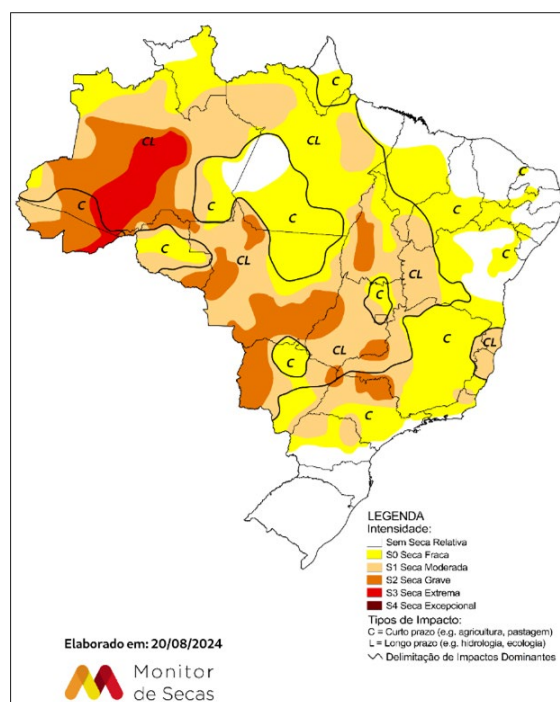 C
C
CL
C
C
C
C
C
CL
C
CL
C
C
CL
C
CL
C
LEGENDA
Intensidade:
Sem Seca Relativa
S0 Seca Fraca
S1 Seca Moderada
S2 Seca Grave
S3 Seca Extrema
S4 Seca Excepcional
Tipos de Impacto:
C = Curto prazo (e.g. agricultura, pastagem)
L = Longo prazo (e.g. hidrologia, ecologia)
Delimitação de Impactos Dominantes
Elaborado em: 20/08/2024
Monitor
de Secas